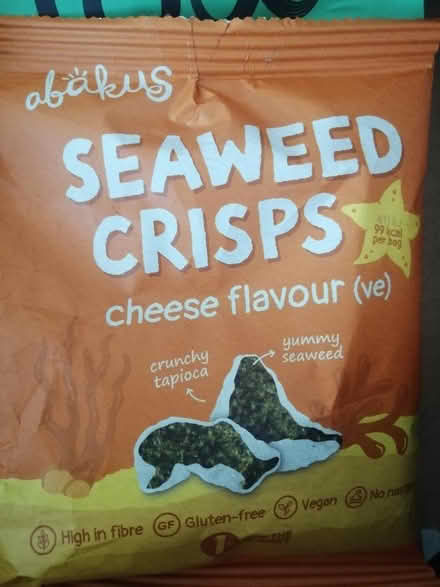 abakus
SEAWEED
CRISPS
99 kcal
per bag
cheese flavour (ve)
crunchy
tapioca
yummy
seaweed
High in fibre
GF
Gluten-free
Vegan
No